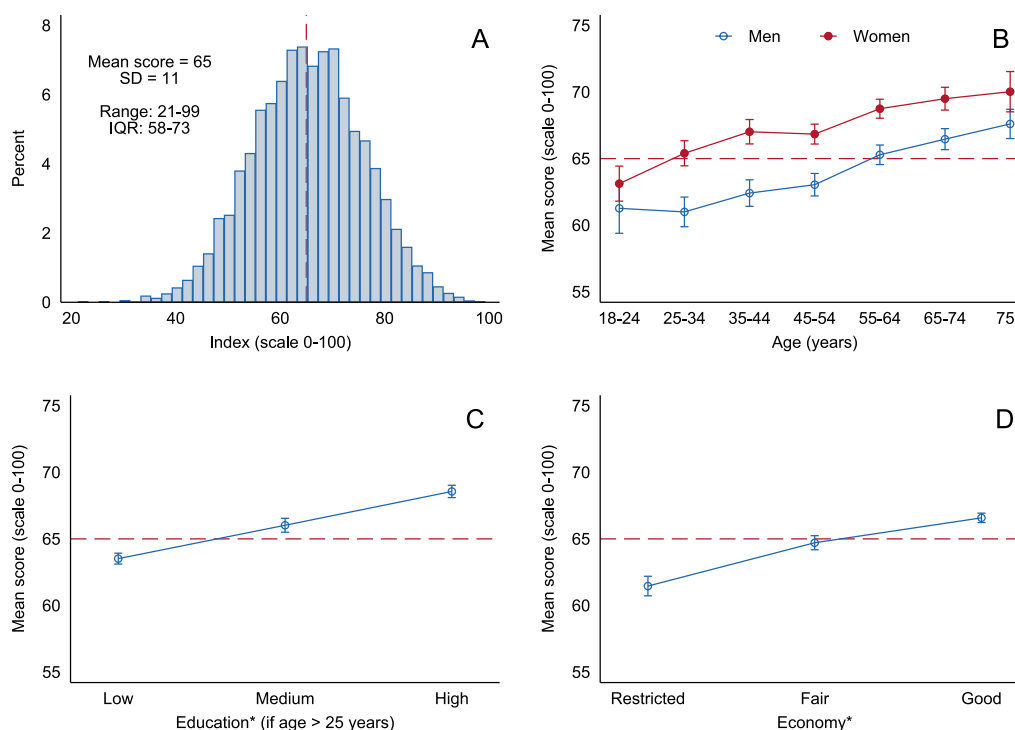 A
8
6
4
2
0
Percent
Mean score = 65
SD = 11
Range: 21-99
IQR: 58-73
20 40 60 80 100
Index (scale 0-100)
B
Men Women
75
70
65
60
55
Mean score (scale 0-100)
18-24 25-34 35-44 45-54 55-64 65-74 75
Age (years)
C
75
70
65
60
55
Mean score (scale 0-100)
Low Medium High
Education* (if age > 25 years)
D
75
70
65
60
55
Mean score (scale 0-100)
Restricted Fair Good
Economy*